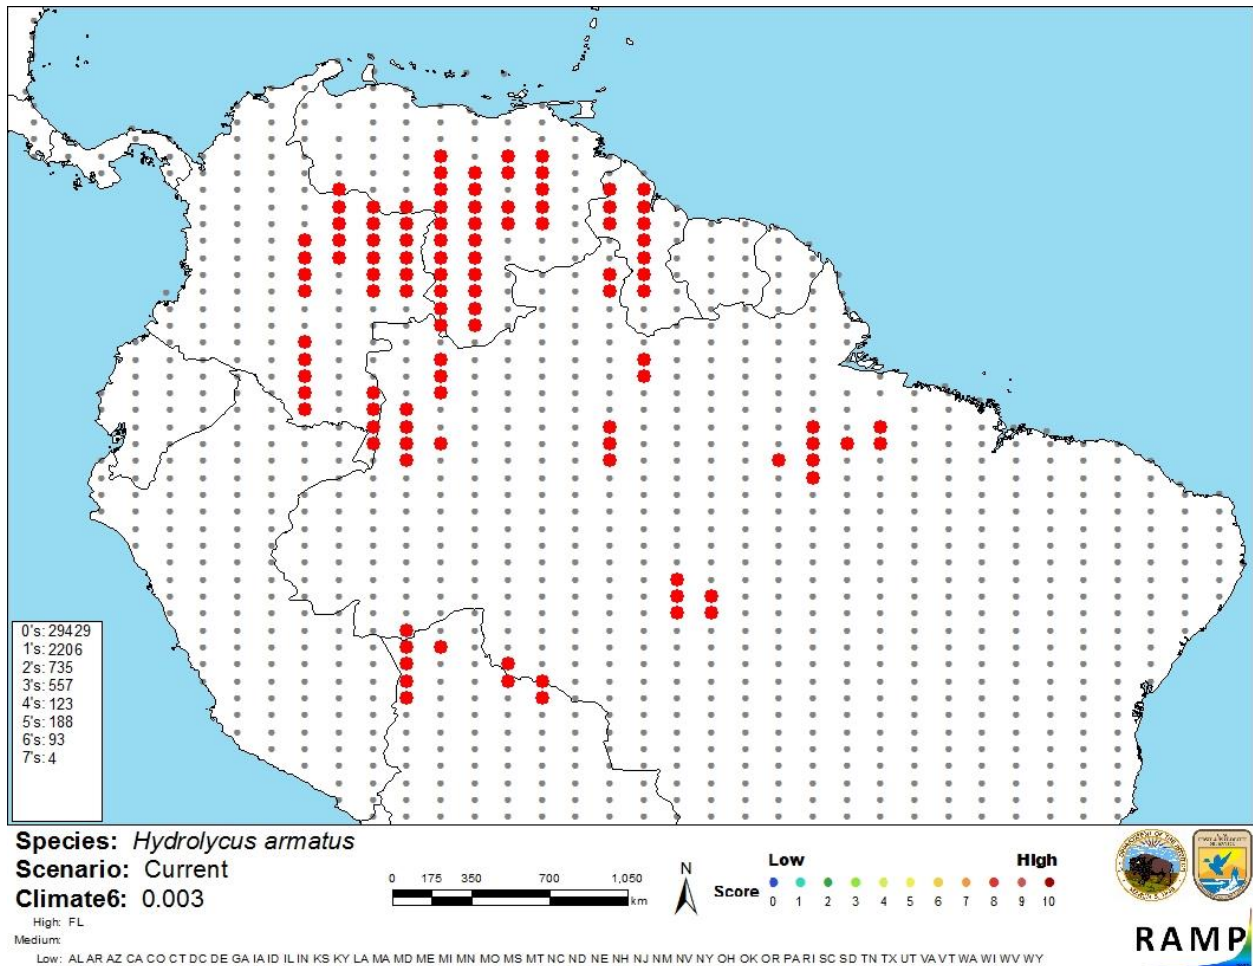 0's: 29429
1's: 2206
2's: 735
3's: 557
4's: 123
5's: 188
6's: 93
7's: 4
Species: Hydrolycus armatus
Scenario: Current
Climate6: 0.003
High: FL
Medium:
Low: AL AR AZ CA CO CT DC DE GA IA ID IL IN KS KY LA MA MD ME MI MN MO MS MT NC ND NE NH NJ NM NV NY OH OK OR PA RI SC SD TN TX UT VA VT WA WI WV WY
0 175 350 700 1,050
km
N
Low High
Score
0 1 2 3 4 5 6 7 8 9 10
RAMP